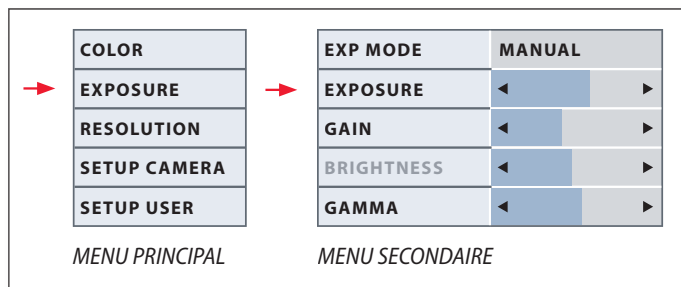 COLOR
EXPOSURE
RESOLUTION
SETUP CAMERA
SETUP USER
MENU PRINCIPAL
EXP MODE MANUAL
EXPOSURE
GAIN
BRIGHTNESS
GAMMA
MENU SECONDAIRE